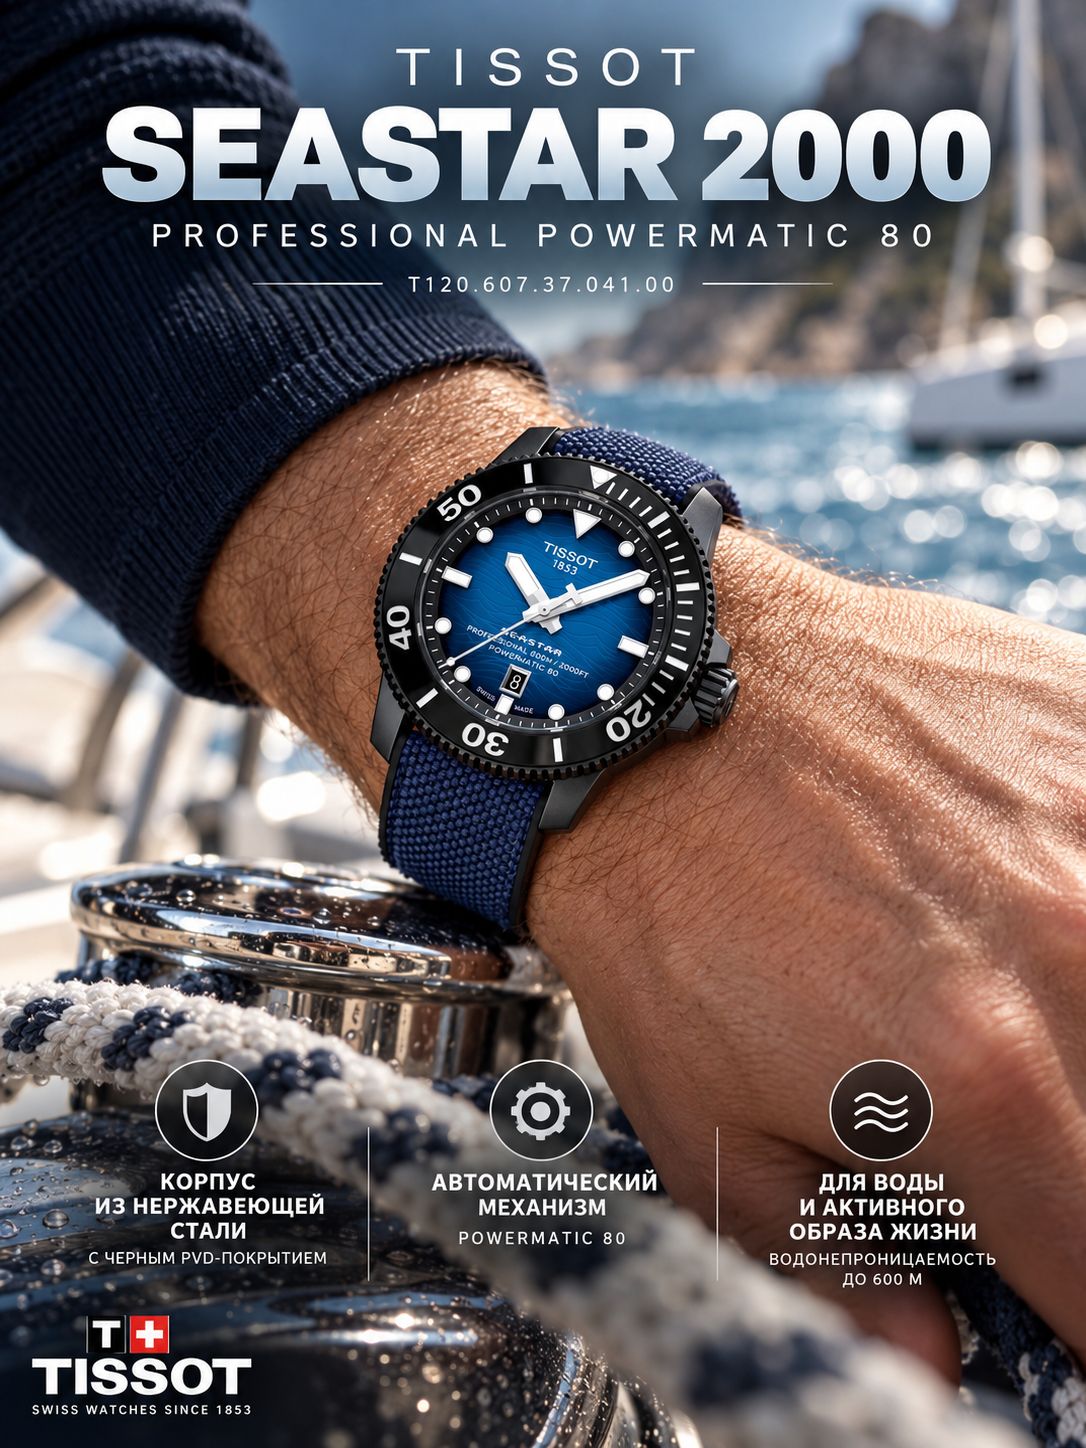 TISSOT
SEASTAR 2000
PROFESSIONAL POWERMATIC 80
T120.607.37.041.00
50
40
30
20
TISSOT
1853
SEASTAR
PROFESSIONAL 600M / 2000FT
POWERMATIC 80
8
SWISS MADE
КОРПУС
ИЗ НЕРЖАВЕЮЩЕЙ
СТАЛИ
С ЧЕРНЫМ PVD-ПОКРЫТИЕМ
АВТОМАТИЧЕСКИЙ
МЕХАНИЗМ
POWERMATIC 80
ДЛЯ ВОДЫ
И АКТИВНОГО
ОБРАЗА ЖИЗНИ
ВОДОНЕПРОНИЦАЕМОСТЬ
ДО 600 М
T+
TISSOT
SWISS WATCHES SINCE 1853